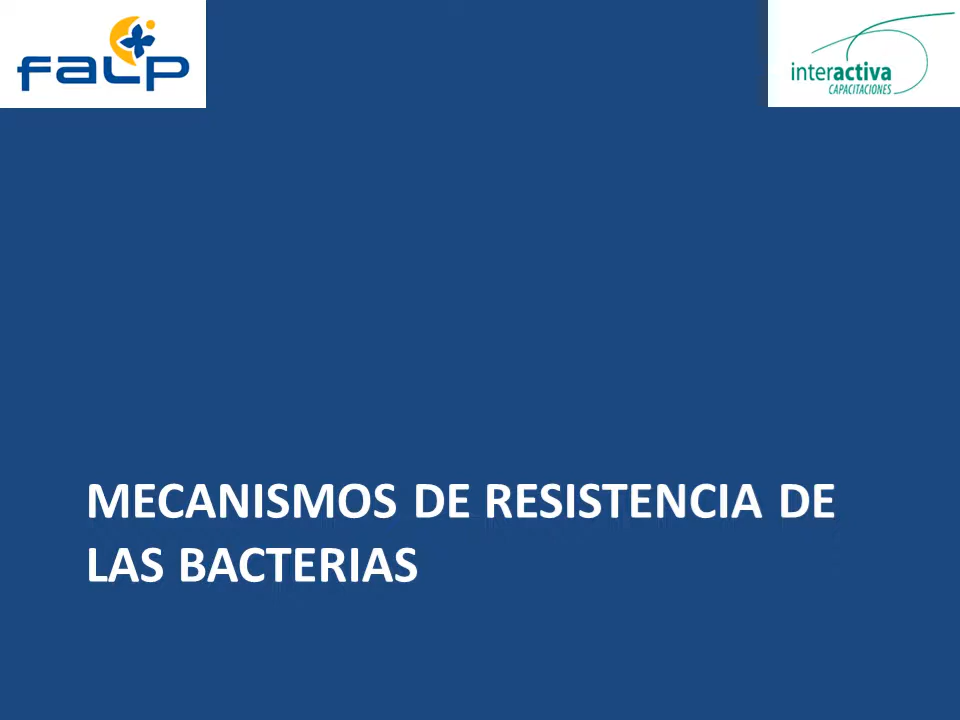 falp
interactiva
CAPACITACIONES
MECANISMOS DE RESISTENCIA DE
LAS BACTERIAS